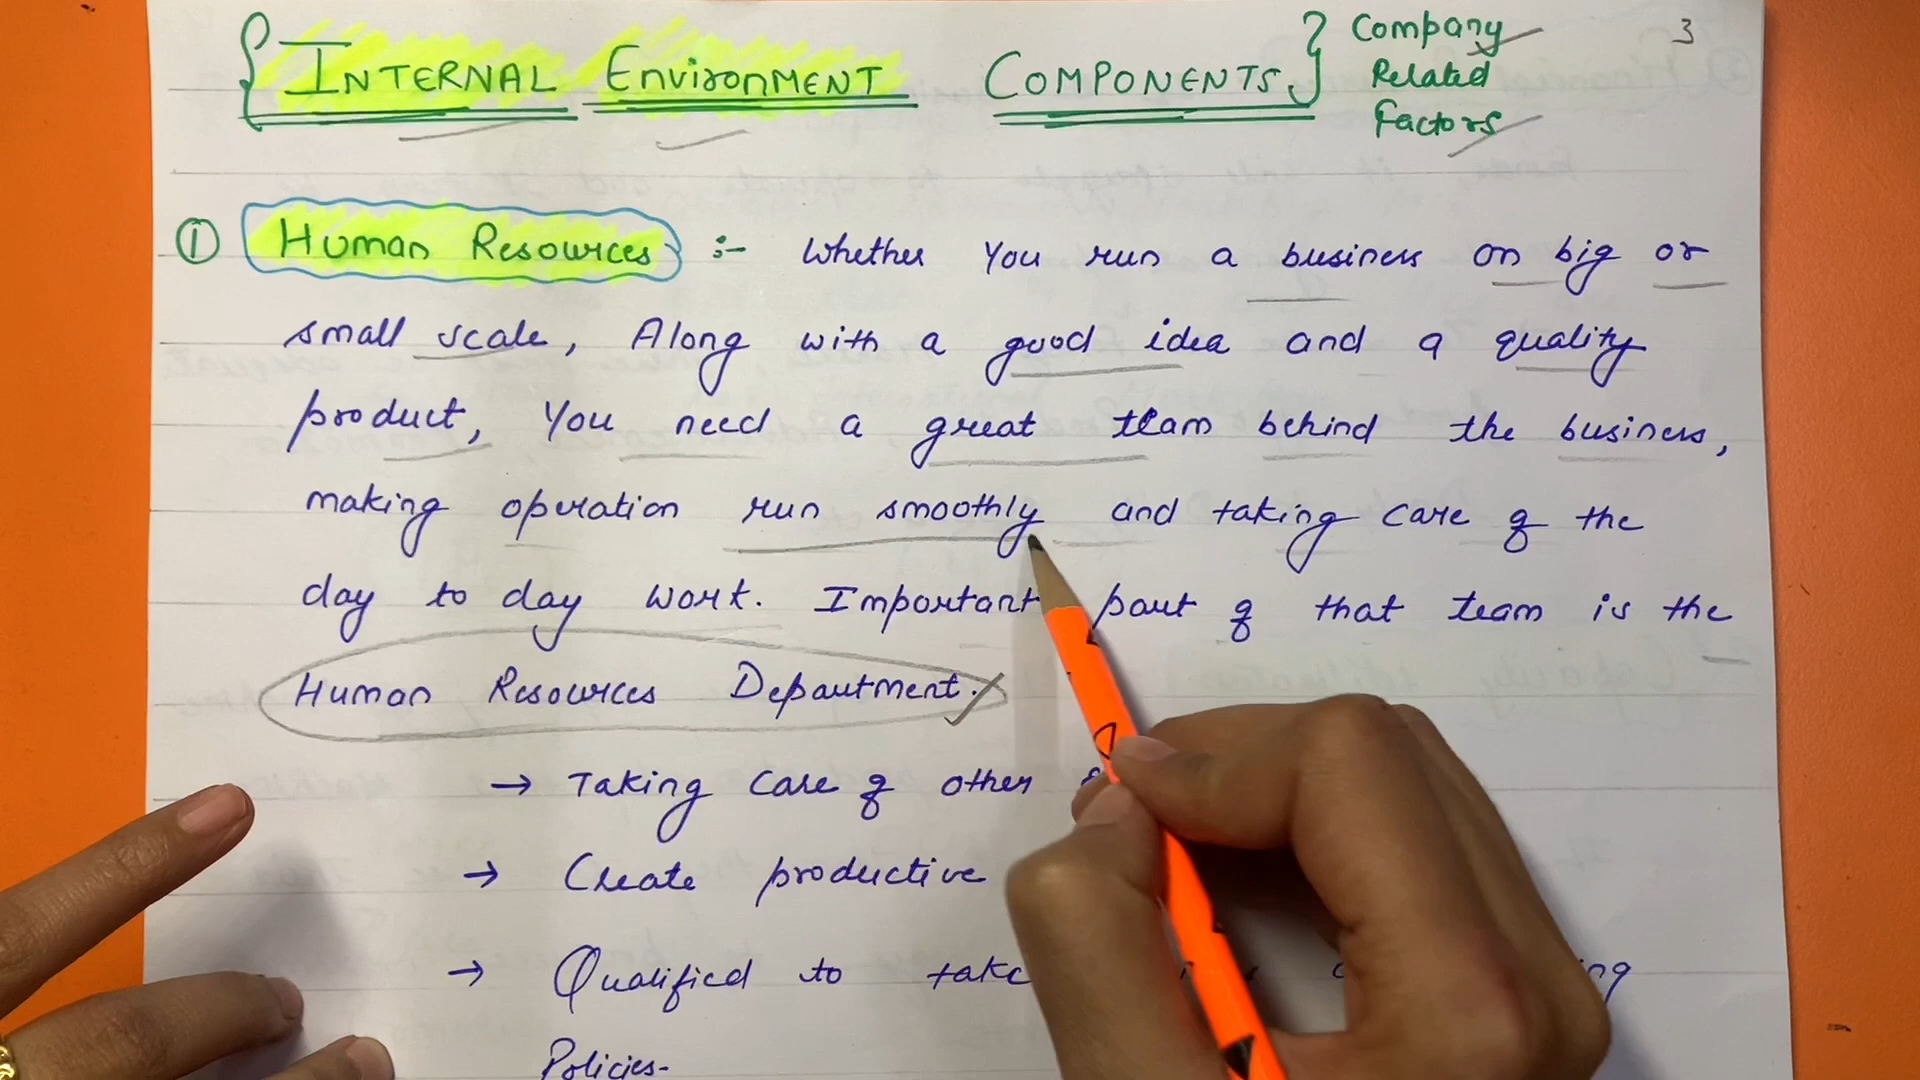 { INTERNAL EnvironMENT COMPONENTS }
Company
Related
Factors
3
① Human Resources :- Whether You run a business on big or
small scale, Along with a good idea and a quality
product, You need a great team behind the business,
making operation run smoothly and taking care of the
day to day work. Important part of that team is the
Human Resources Department.
→ Taking Care of other
→ Create productive
→ Qualified to take
Policies-